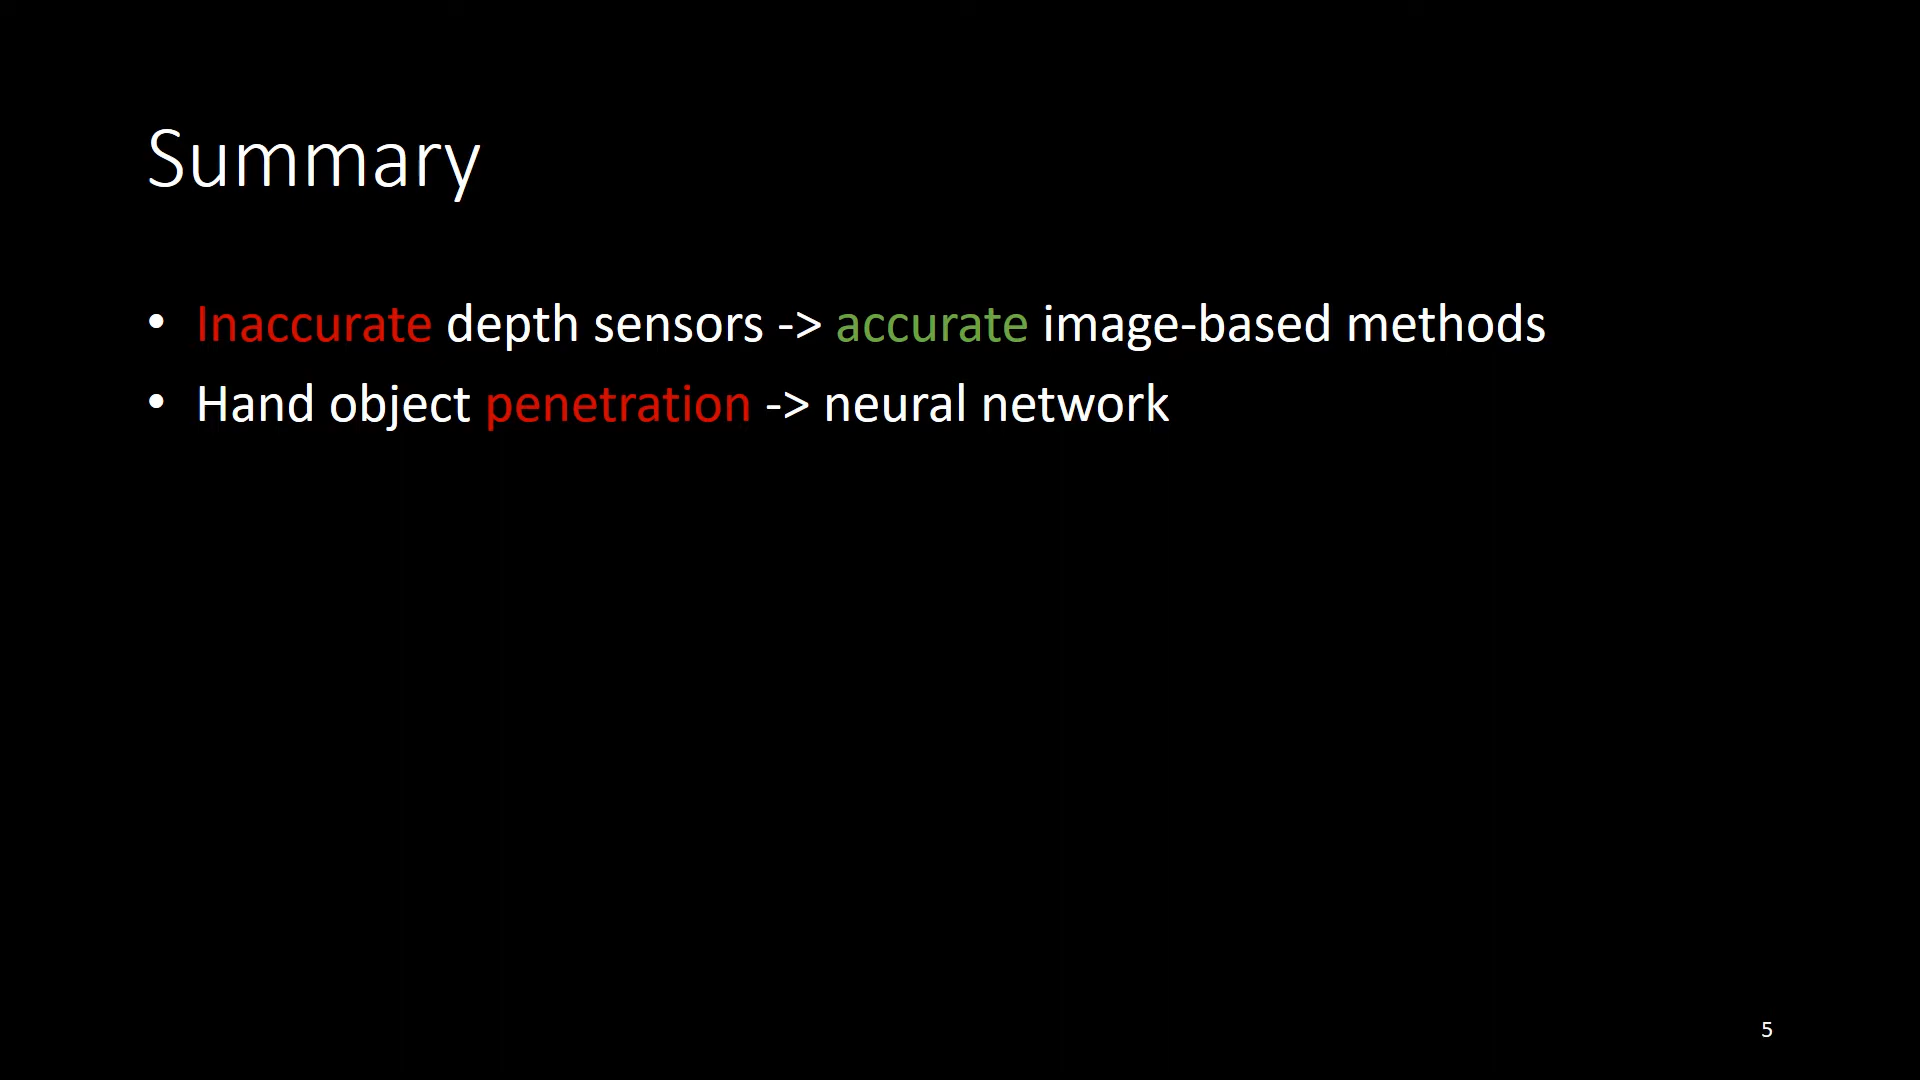 Summary
• Inaccurate depth sensors -> accurate image-based methods
• Hand object penetration -> neural network
5